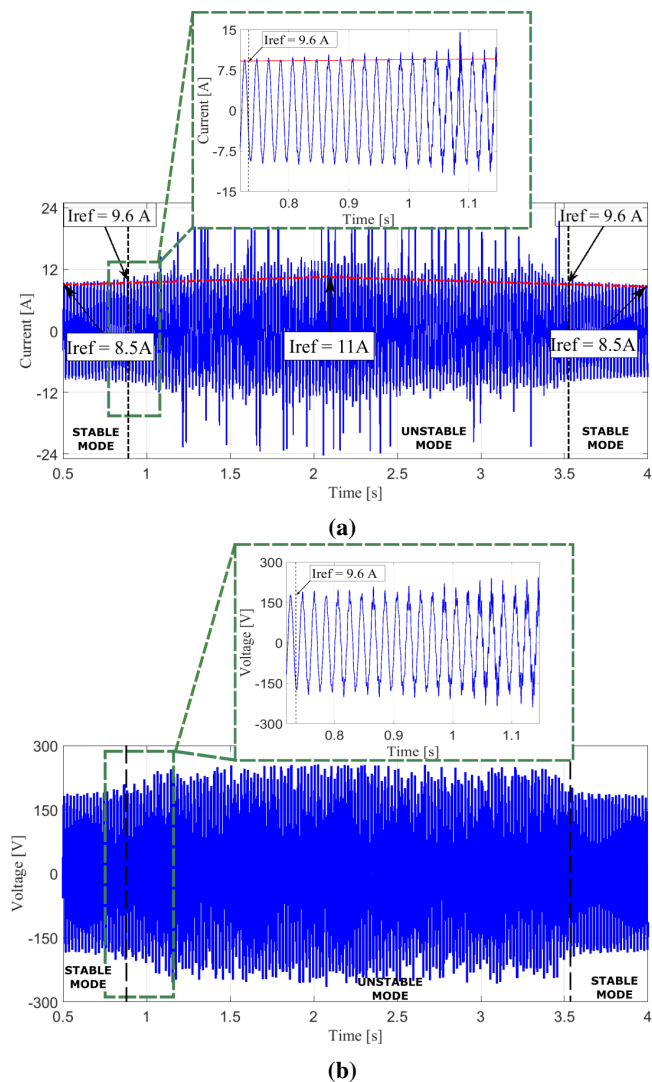 15
7.5
0
-7.5
-15
Current [A]
Iref = 9.6 A
0.8 0.9 1 1.1
Time [s]
24
12
0
-12
-24
Current [A]
Iref = 9.6 A
Iref = 9.6 A
Iref = 8.5A
Iref = 11A
Iref = 8.5A
STABLE
MODE
UNSTABLE
MODE
STABLE
MODE
0.5 1 1.5 2 2.5 3 3.5 4
Time [s]
(a)
300
150
0
-150
-300
Voltage [V]
Iref = 9.6 A
0.8 0.9 1 1.1
Time [s]
300
150
0
-150
-300
Voltage [V]
STABLE
MODE
UNSTABLE
MODE
STABLE
MODE
0.5 1 1.5 2 2.5 3 3.5 4
Time [s]
(b)